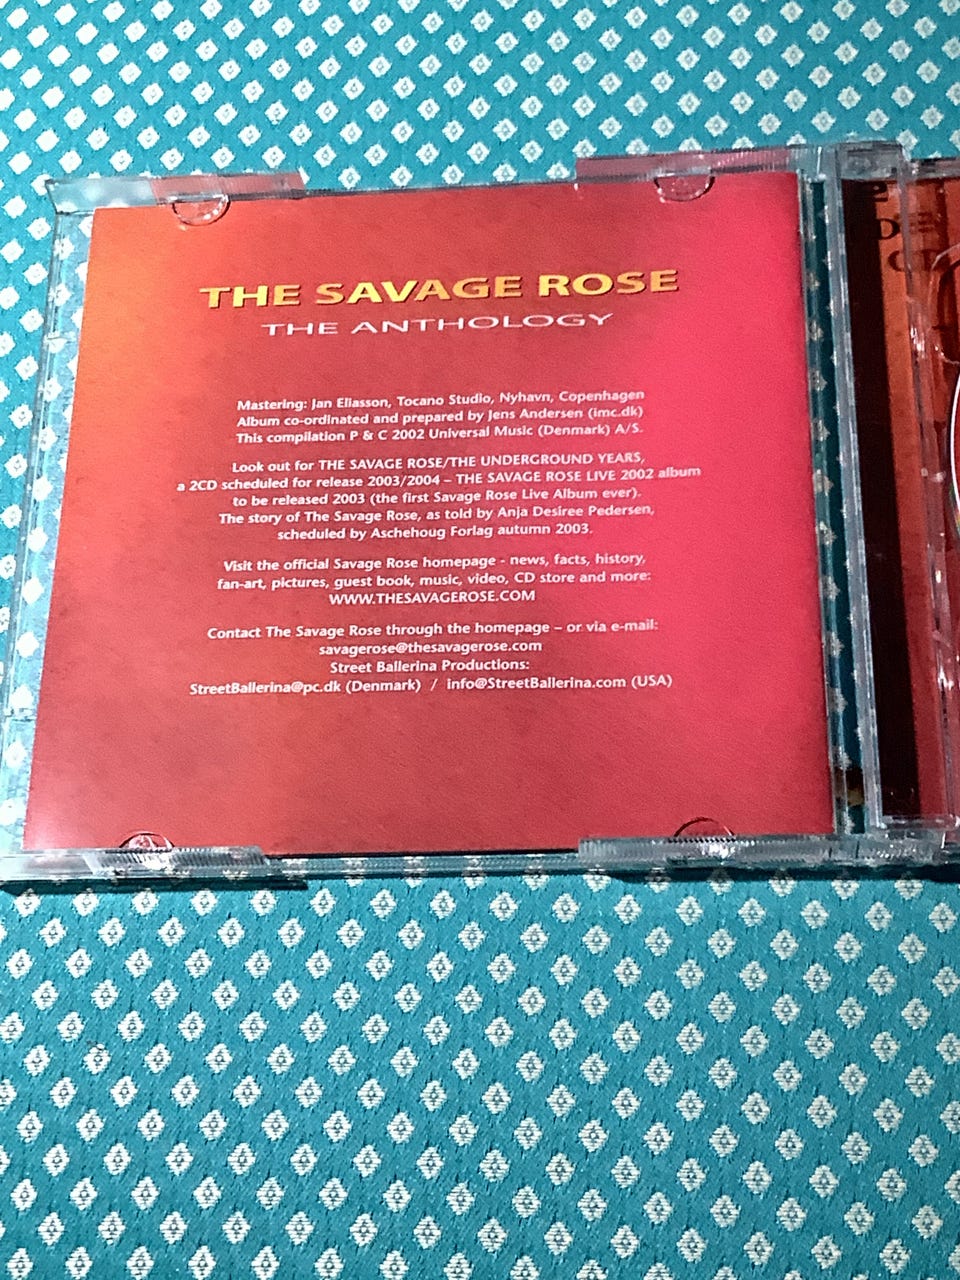 THE SAVAGE ROSE
THE ANTHOLOGY
Mastering: Jan Eliasson, Tocano Studio, Nyhavn, Copenhagen
Album co-ordinated and prepared by Jens Andersen (imc.dk)
This compilation P & C 2002 Universal Music (Denmark) A/S.
Look out for THE SAVAGE ROSE/THE UNDERGROUND YEARS,
a 2CD scheduled for release 2003/2004 – THE SAVAGE ROSE LIVE 2002 album
to be released 2003 (the first Savage Rose Live Album ever).
The story of The Savage Rose, as told by Anja Desiree Pedersen,
scheduled by Aschehoug Forlag autumn 2003.
Visit the official Savage Rose homepage - news, facts, history,
fan-art, pictures, guest book, music, video, CD store and more:
WWW.THESAVAGEROSE.COM
Contact The Savage Rose through the homepage – or via e-mail:
savagerose@thesavagerose.com
Street Ballerina Productions:
StreetBallerina@pc.dk (Denmark) / info@StreetBallerina.com (USA)